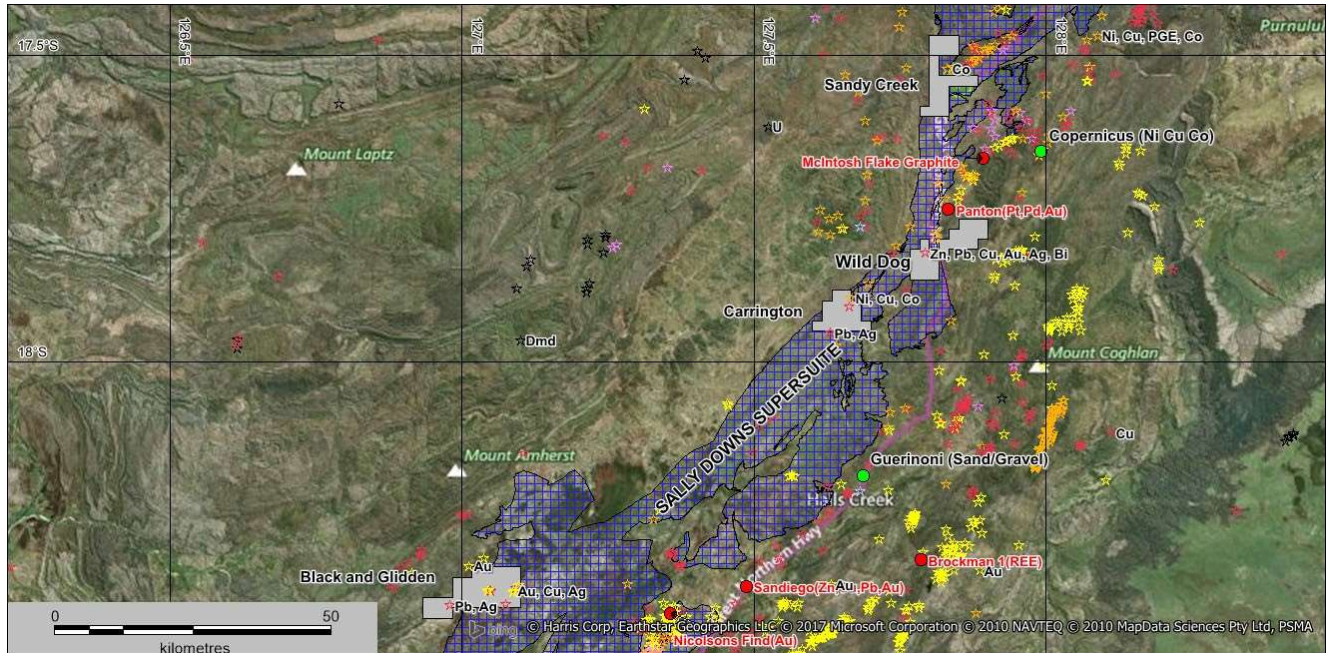 126.5°E
127°E
127.5°E
128°E
Purnulul
Ni, Cu, PGE, Co
17.5°S
Co
Sandy Creek
U
Copernicus (Ni Cu Co)
Mount Laptz
McIntosh Flake Graphite
Panton(Pt,Pd,Au)
Zn, Pb, Cu, Au, Ag, Bi
Wild Dog
Ni, Cu, Co
Carrington
Pb, Ag
Dmd
18°S
Mount Coghlan
SALLY DOWNS SUPERSUITE
Cu
Mount Amherst
Guerinoni (Sand/Gravel)
Halls Creek
Northern Hwy
Brockman 1(REE)
Au
Au
Black and Glidden
Au, Cu, Ag
Sandiego(Zn ,Pb,Au)
Au
Pb, Ag
0 50
kilometres
bing
© Harris Corp, Earthstar Geographics LLC © 2017 Microsoft Corporation © 2010 NAVTEQ © 2010 MapData Sciences Pty Ltd, PSMA
Nicolsons Find(Au)